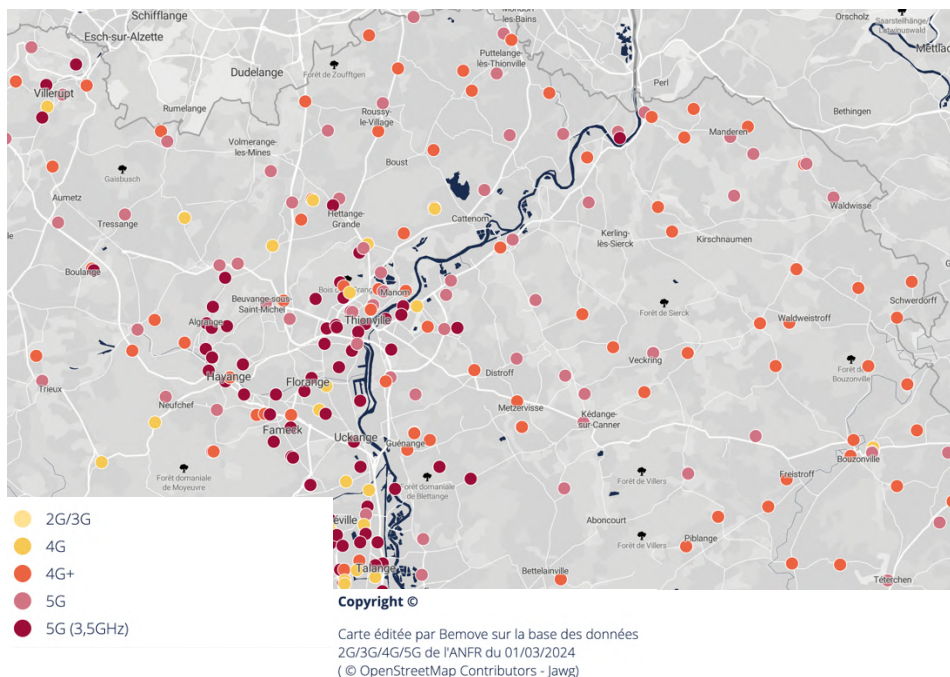 Schifflange
Mondorf
les-Bains
Orscholz
Esch-sur-Alzette
Puttelange-
lès-Thionville
Dudelange
Forêt de Zoufftgen
Mettlach
Perl
Villerupt
Rumelange
Roussy-
le-Village
Bethingen
Volmerange-
les-Mines
Manderen
Boust
Gaisbusch
Aumetz
Waldwisse
Hettange-
Grande
Tressange
Cattenom
Kerling-
lès-Sierck
Kirschnaumen
Boulange
Manom
Beuvange-sous-
Saint-Michel
Schwerdorff
Forêt de Sierck
Algrange
Thionville
Waldweistroff
Veckring
Forêt de
Bouzonville
Hayange
Florange
Distroff
Trieux
Neufchef
Metzervisse
Kédange-
sur-Canner
Fameck
Uckange
Guénange
Bouzonville
Forêt domaniale
de Moyeuvre
Forêt domaniale
de Blettange
Forêt de Villers
Freistroff
Aboncourt
Forêt de Villers
Piblange
Talange
Bettelainville
Téterchen
2G/3G
4G
4G+
5G
5G (3,5GHz)
Copyright ©
Carte éditée par Bemove sur la base des données
2G/3G/4G/5G de l'ANFR du 01/03/2024
( © OpenStreetMap Contributors - Jawg)